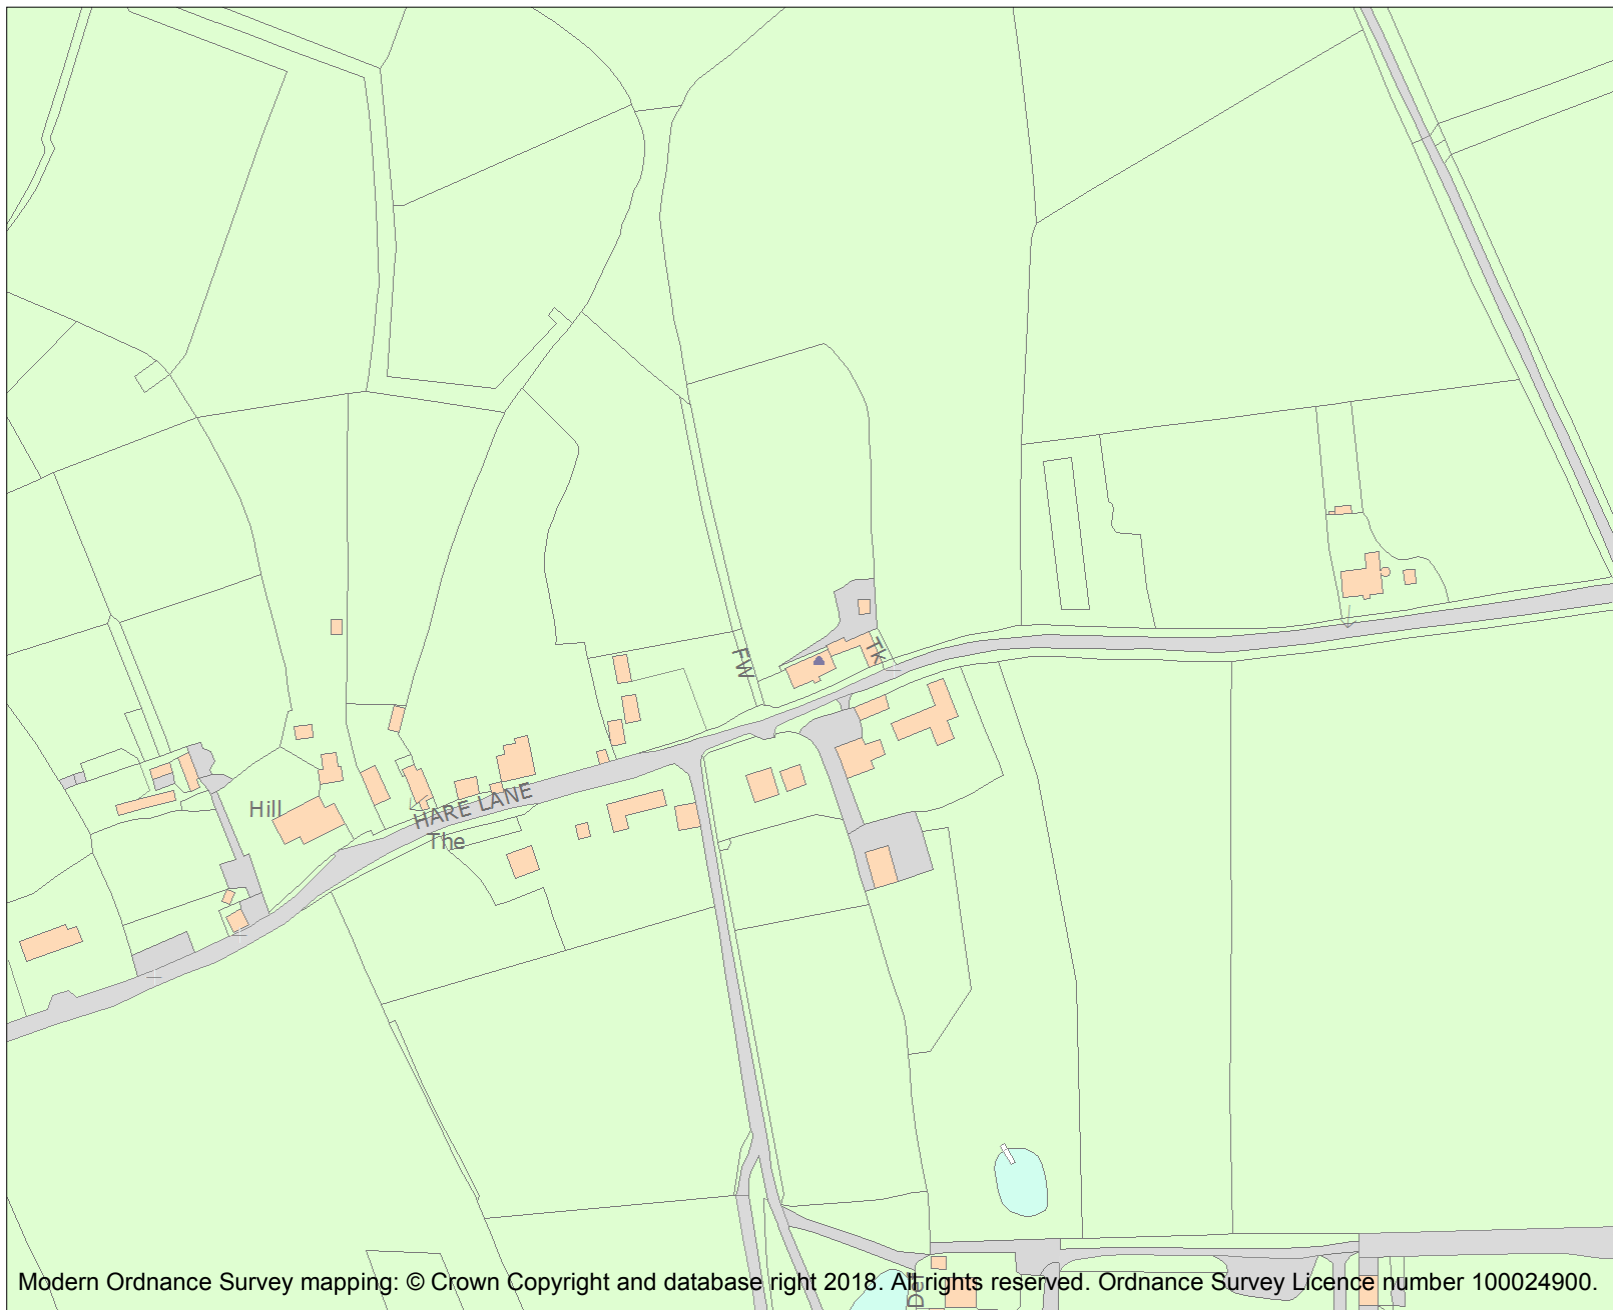 FW
Tk
Hill
HARE LANE
The
Modern Ordnance Survey mapping: © Crown Copyright and database right 2018. All rights reserved. Ordnance Survey Licence number 100024900.